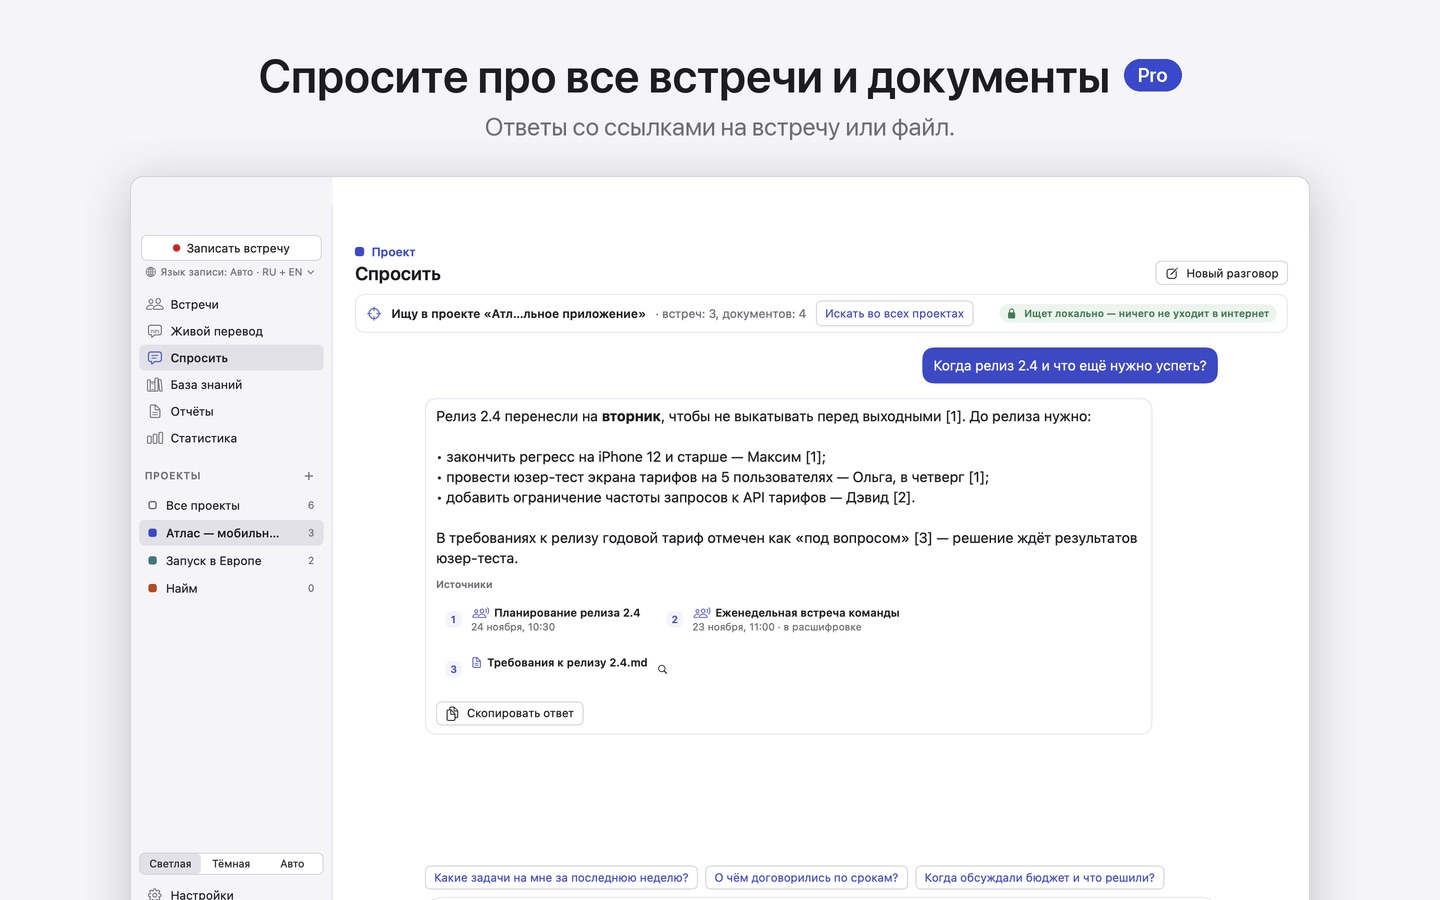 Спросите про все встречи и документы Pro
Ответы со ссылками на встречу или файл.
Записать встречу
Язык записи: Авто · RU + EN
Встречи
Живой перевод
Спросить
База знаний
Отчёты
Статистика
ПРОЕКТЫ +
Все проекты 6
Атлас — мобильн... 3
Запуск в Европе 2
Найм 0
Светлая Тёмная Авто
Настройки
Проект
Спросить
Новый разговор
Ищу в проекте «Атл...льное приложение» · встреч: 3, документов: 4 Искать во всех проектах Ищет локально — ничего не уходит в интернет
Когда релиз 2.4 и что ещё нужно успеть?
Релиз 2.4 перенесли на вторник, чтобы не выкатывать перед выходными [1]. До релиза нужно:
• закончить регресс на iPhone 12 и старше — Максим [1];
• провести юзер-тест экрана тарифов на 5 пользователях — Ольга, в четверг [1];
• добавить ограничение частоты запросов к API тарифов — Дэвид [2].
В требованиях к релизу годовой тариф отмечен как «под вопросом» [3] — решение ждёт результатов
юзер-теста.
Источники
1 Планирование релиза 2.4
24 ноября, 10:30
2 Еженедельная встреча команды
23 ноября, 11:00 · в расшифровке
3 Требования к релизу 2.4.md
Скопировать ответ
Какие задачи на мне за последнюю неделю? О чём договорились по срокам? Когда обсуждали бюджет и что решили?